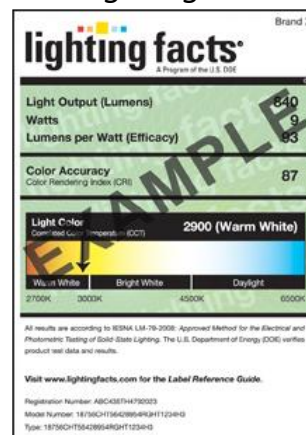 Brand
lighting facts®
A Program of the U.S. DOE
Light Output (Lumens) 840
Watts 9
Lumens per Watt (Efficacy) 93
Color Accuracy 87
Color Rendering Index (CRI)
Light Color
Correlated Color Temperature (CCT)
2900 (Warm White)
Warm White Bright White Daylight
2700K 3000K 4500K 6500K
All results are according to IESNA LM-79-2008: Approved Method for the Electrical and
Photometric Testing of Solid-State Lighting. The U.S. Department of Energy (DOE) verifies
product test data and results.
Visit www.lightingfacts.com for the Label Reference Guide.
Model Number: 18756CHT56428954RGHT1234H3
Type: 18756CHT56428954RGHT1234H3
EXAMPLE